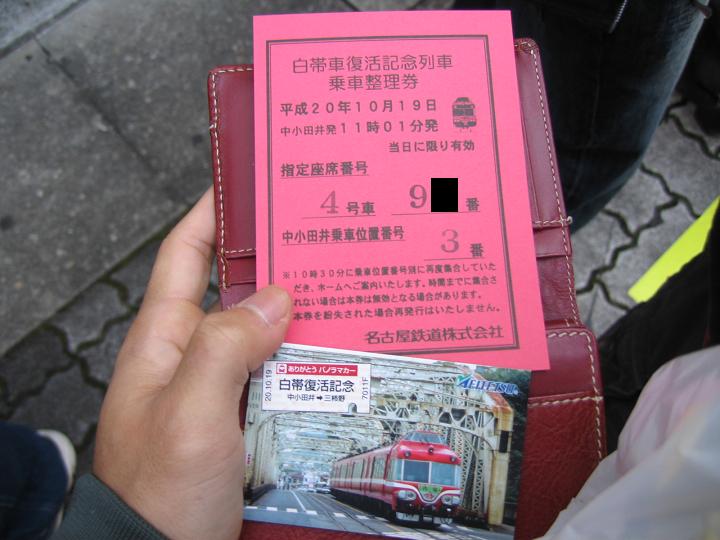 白帯車復活記念列車
乗車整理券
平成20年10月19日
中小田井発11時01分発
当日に限り有効
指定座席番号
4号車 9 番
中小田井乗車位置番号
3番
※10時30分に乗車位置番号別に再度集合していた
だき、ホームへご案内いたします。時間までに集合さ
れない場合は本券は無効となる場合があります。
本券を紛失された場合再発行はいたしません。
名古屋鉄道株式会社
ありがとう パノラマカー
白帯復活記念
中小田井➡三柿野
20.10.19
7011F
MEITETSU